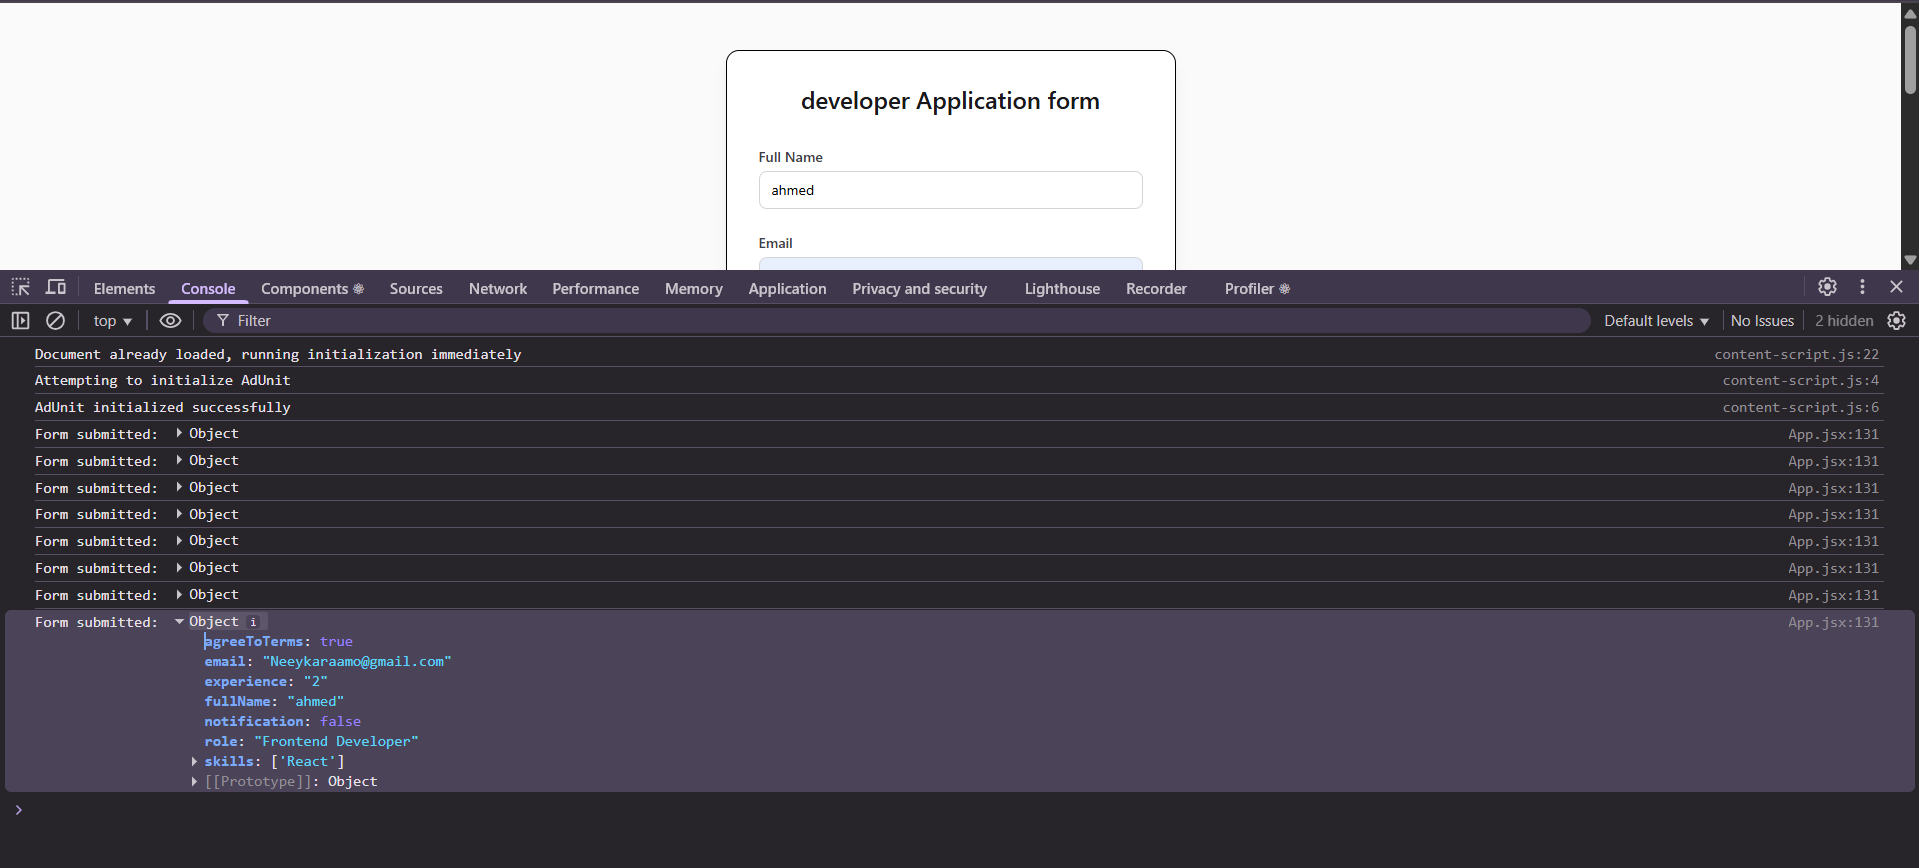 developer Application form
Full Name
ahmed
Email
Elements Console Components Sources Network Performance Memory Application Privacy and security Lighthouse Recorder Profiler
top Filter Default levels No Issues 2 hidden
Document already loaded, running initialization immediately content-script.js:22
Attempting to initialize AdUnit content-script.js:4
AdUnit initialized successfully content-script.js:6
Form submitted: Object App.jsx:131
Form submitted: Object App.jsx:131
Form submitted: Object App.jsx:131
Form submitted: Object App.jsx:131
Form submitted: Object App.jsx:131
Form submitted: Object App.jsx:131
Form submitted: Object App.jsx:131
Form submitted: Object i App.jsx:131
agreeToTerms: true
email: "Neeykaraamo@gmail.com"
experience: "2"
fullName: "ahmed"
notification: false
role: "Frontend Developer"
skills: ['React']
[[Prototype]]: Object